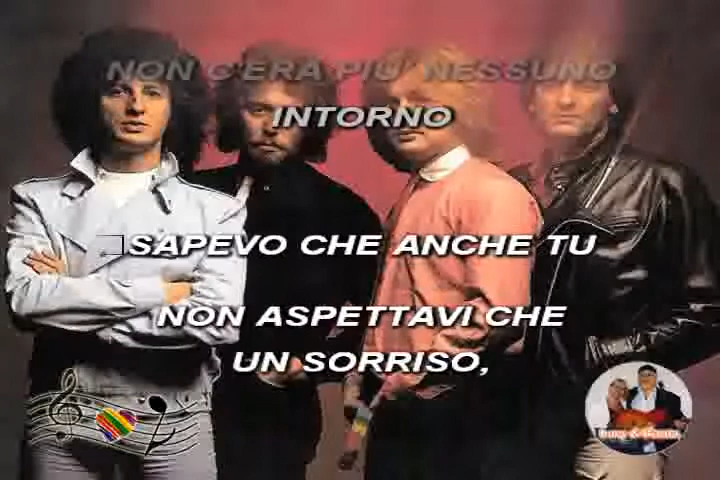 NON C'ERA PIU' NESSUNO
INTORNO
SAPEVO CHE ANCHE TU
NON ASPETTAVI CHE
UN SORRISO,